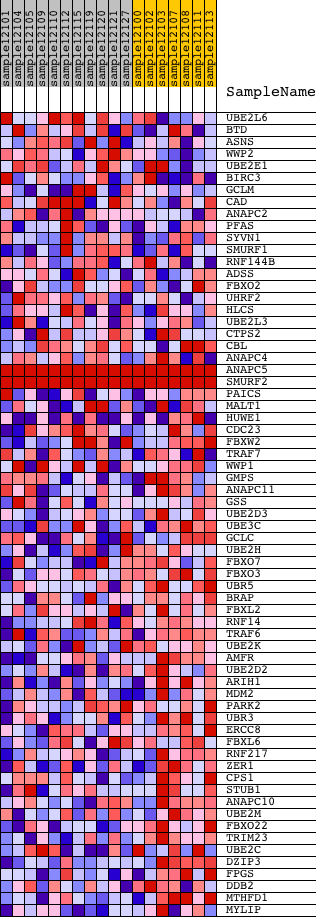 sample12101
sample12104
sample12105
sample12109
sample12110
sample12112
sample12115
sample12120
sample12100
sample12102
sample12103
sample12107
sample12108
sample12111
SampleName
UBE2L6
BTD
ASNS
WWP2
UBE2E1
BIRC3
GCLM
CAD
ANAPC2
PFAS
SYVN1
SMURF1
RNF144B
ADSS
FBXO2
UHRF2
HLCS
UBE2L3
CTPS2
CBL
ANAPC4
ANAPC5
SMURF2
PAICS
MALT1
HUWE1
CDC23
FBXW2
TRAF7
WWP1
GMPS
ANAPC11
GSS
UBE2D3
UBE3C
GCLC
UBE2H
FBXO7
FBXO3
UBR5
BRAP
FBXL2
RNF14
TRAF6
UBE2K
AMFR
UBE2D2
ARIH1
MDM2
PARK2
UBR3
ERCC8
FBXL6
RNF217
ZER1
CPS1
STUB1
ANAPC10
UBE2M
FBXO22
TRIM23
UBE2C
DZIP3
FPGS
DDB2
MTHFD1
MYLIP